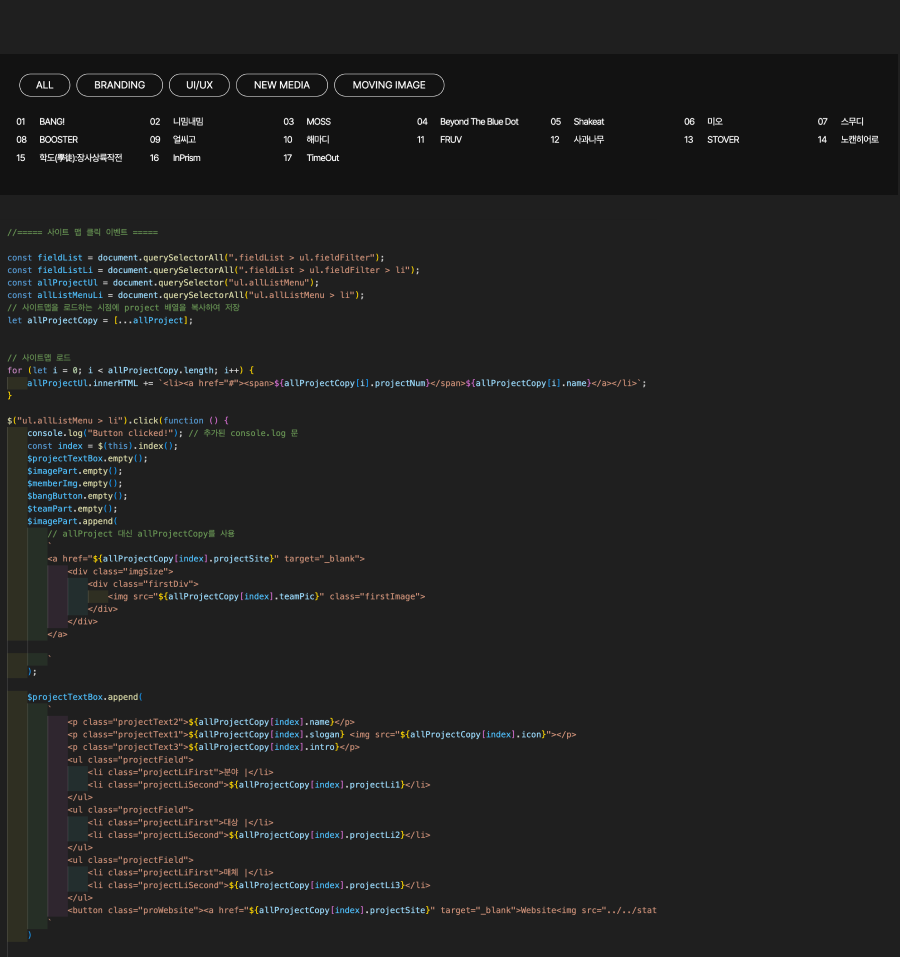 ALL BRANDING UI/UX NEW MEDIA MOVING IMAGE
01 BANG! 02 니밍내밍 03 MOSS 04 Beyond The Blue Dot 05 Shakeat 06 미오 07 스무디
08 BOOSTER 09 얼씨고 10 해마디 11 FRUV 12 사과나무 13 STOVER 14 노캔히어로
15 학도(學徒):장사상륙작전 16 InPrism 17 TimeOut
//===== 사이트 맵 클릭 이벤트 =====
const fieldList = document.querySelectorAll(".fieldList > ul.fieldFilter");
const fieldListLi = document.querySelectorAll(".fieldList > ul.fieldFilter > li");
const allProjectUl = document.querySelector("ul.allListMenu");
const allListMenuLi = document.querySelectorAll("ul.allListMenu > li");
// 사이트맵을 로드하는 시점에 project 배열을 복사하여 저장
let allProjectCopy = [...allProject];
// 사이트맵 로드
for (let i = 0; i < allProjectCopy.length; i++) {
allProjectUl.innerHTML += `<li><a href="#"><span>${allProjectCopy[i].projectNum}</span>${allProjectCopy[i].name}</a></li>`;
}
$("ul.allListMenu > li").click(function () {
console.log("Button clicked!"); // 추가된 console.log 문
const index = $(this).index();
$projectTextBox.empty();
$imagePart.empty();
$memberImg.empty();
$bangButton.empty();
$teamPart.empty();
$imagePart.append(
// allProject 대신 allProjectCopy를 사용
`
<a href="${allProjectCopy[index].projectSite}" target="_blank">
<div class="imgSize">
<div class="firstDiv">
<img src="${allProjectCopy[index].teamPic}" class="firstImage">
</div>
</div>
</a>
`
);
$projectTextBox.append(
`
<p class="projectText2">${allProjectCopy[index].name}</p>
<p class="projectText1">${allProjectCopy[index].slogan} <img src="${allProjectCopy[index].icon}"></p>
<p class="projectText3">${allProjectCopy[index].intro}</p>
<ul class="projectField">
<li class="projectLiFirst">분야 |</li>
<li class="projectLiSecond">${allProjectCopy[index].projectLi1}</li>
</ul>
<ul class="projectField">
<li class="projectLiFirst">대상 |</li>
<li class="projectLiSecond">${allProjectCopy[index].projectLi2}</li>
</ul>
<ul class="projectField">
<li class="projectLiFirst">매체 |</li>
<li class="projectLiSecond">${allProjectCopy[index].projectLi3}</li>
</ul>
<button class="proWebsite"><a href="${allProjectCopy[index].projectSite}" target="_blank">Website<img src="../../stat
`
)